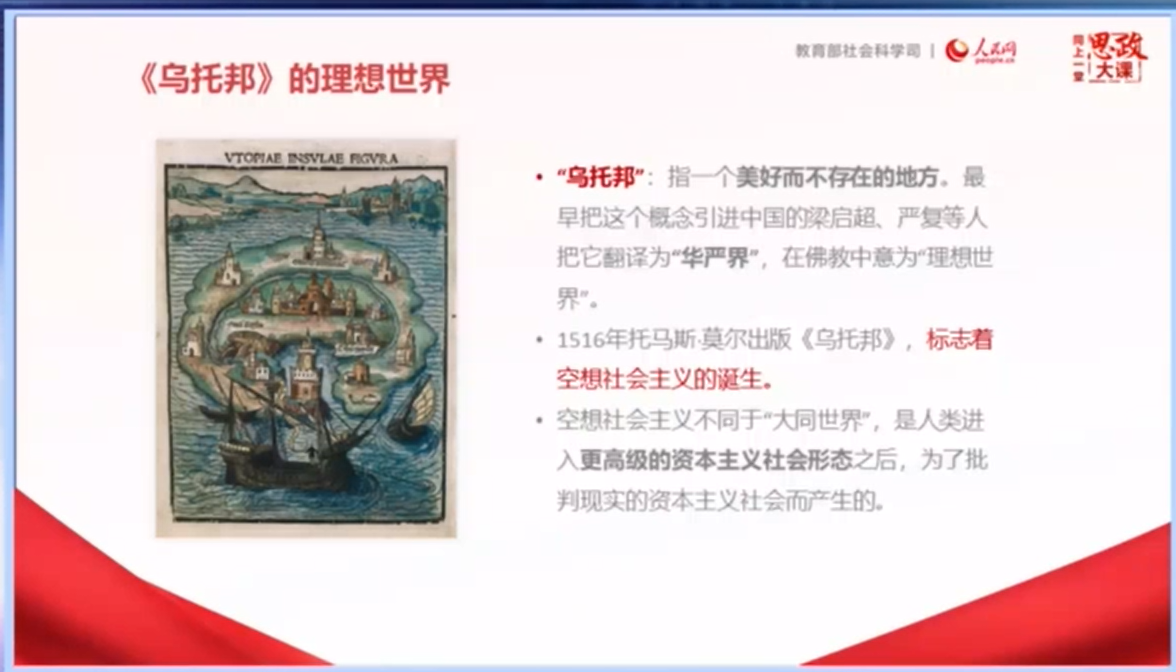 教育部社会科学司 | 人民网
people.cn
网上一堂
思政
大课
《乌托邦》的理想世界
VTOPIAE INSVLAE FIGVRA
• “乌托邦”：指一个美好而不存在的地方。最
早把这个概念引进中国的梁启超、严复等人
把它翻译为“华严界”，在佛教中意为“理想世
界”。
• 1516年托马斯·莫尔出版《乌托邦》，标志着
空想社会主义的诞生。
• 空想社会主义不同于“大同世界”，是人类进
入更高级的资本主义社会形态之后，为了批
判现实的资本主义社会而产生的。